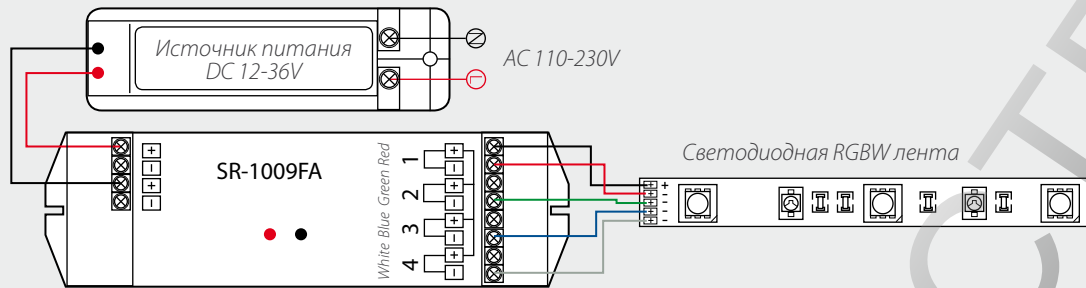 Источник питания
DC 12-36V
N
L
AC 110-230V
SR-1009FA
+
-
+
-
White Blue Green Red
1
2
3
4
+
-
+
-
+
-
+
-
Светодиодная RGBW лента
+
-
-
-
-
СТ